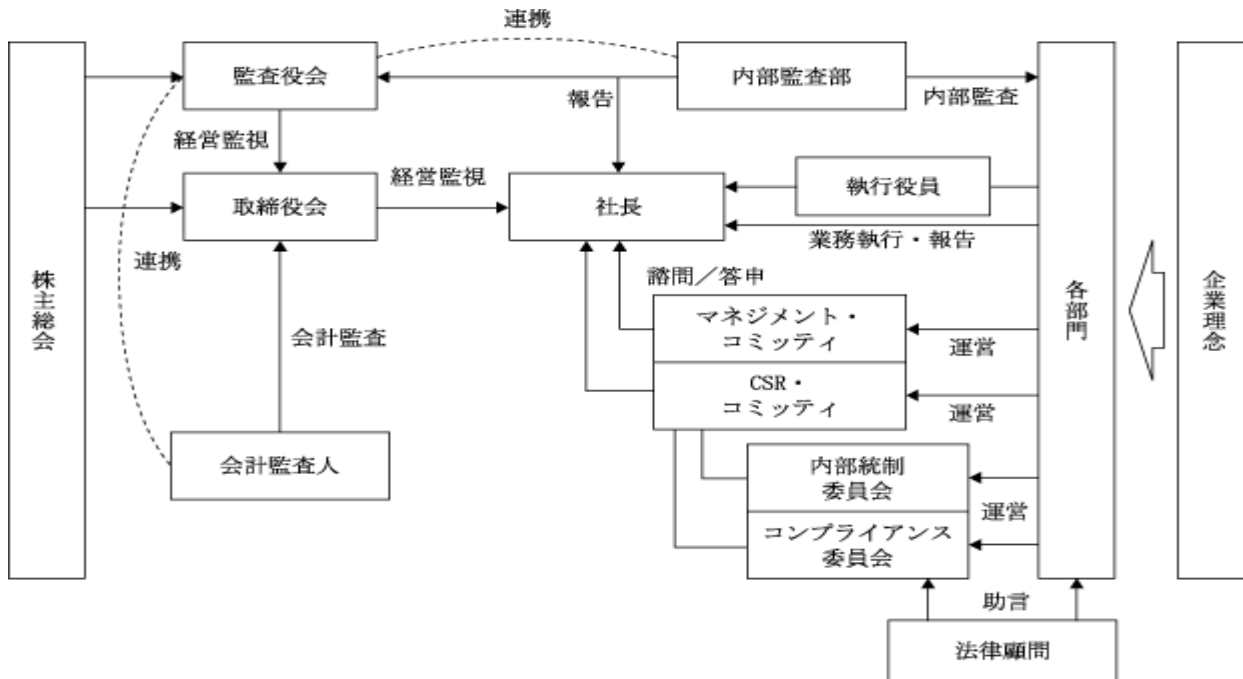 連携
監査役会
内部監査部
報告
内部監査
経営監視
取締役会
経営監視
社長
執行役員
業務執行・報告
連携
諮問／答申
株主総会
会計監査
マネジメント・
コミッティ
運営
CSR・
コミッティ
運営
各部門
企業理念
会計監査人
内部統制
委員会
運営
コンプライアンス
委員会
助言
法律顧問